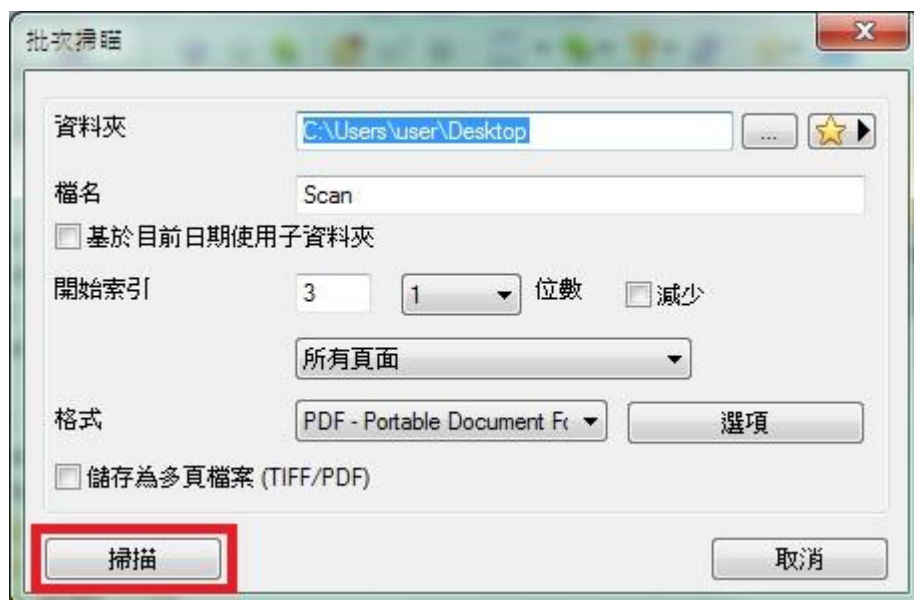 批次掃瞄
資料夾 C:\Users\user\Desktop ...
檔名 Scan
基於目前日期使用子資料夾
開始索引 3 1 位數 減少
所有頁面
格式 PDF - Portable Document Fo 選項
儲存為多頁檔案 (TIFF/PDF)
掃描 取消